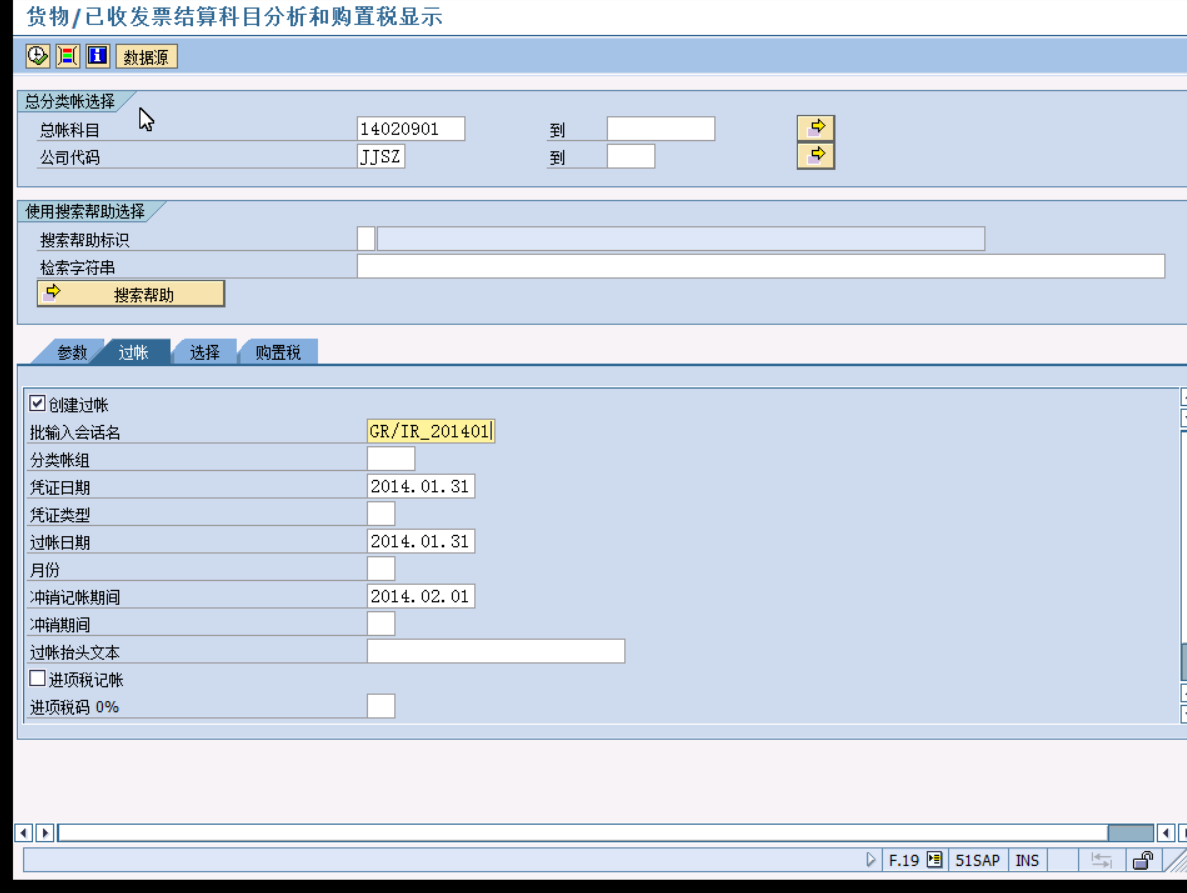 货物/已收发票结算科目分析和购置税显示
数据源
总分类帐选择
总帐科目 14020901 到
公司代码 JJSZ 到
使用搜索帮助选择
搜索帮助标识
检索字符串
搜索帮助
参数 过帐 选择 购置税
创建过帐
批输入会话名 GR/IR_201401
分类帐组
凭证日期 2014.01.31
凭证类型
过帐日期 2014.01.31
月份
冲销记帐期间 2014.02.01
冲销期间
过帐抬头文本
进项税记帐
进项税码 0%
F.19 51SAP INS